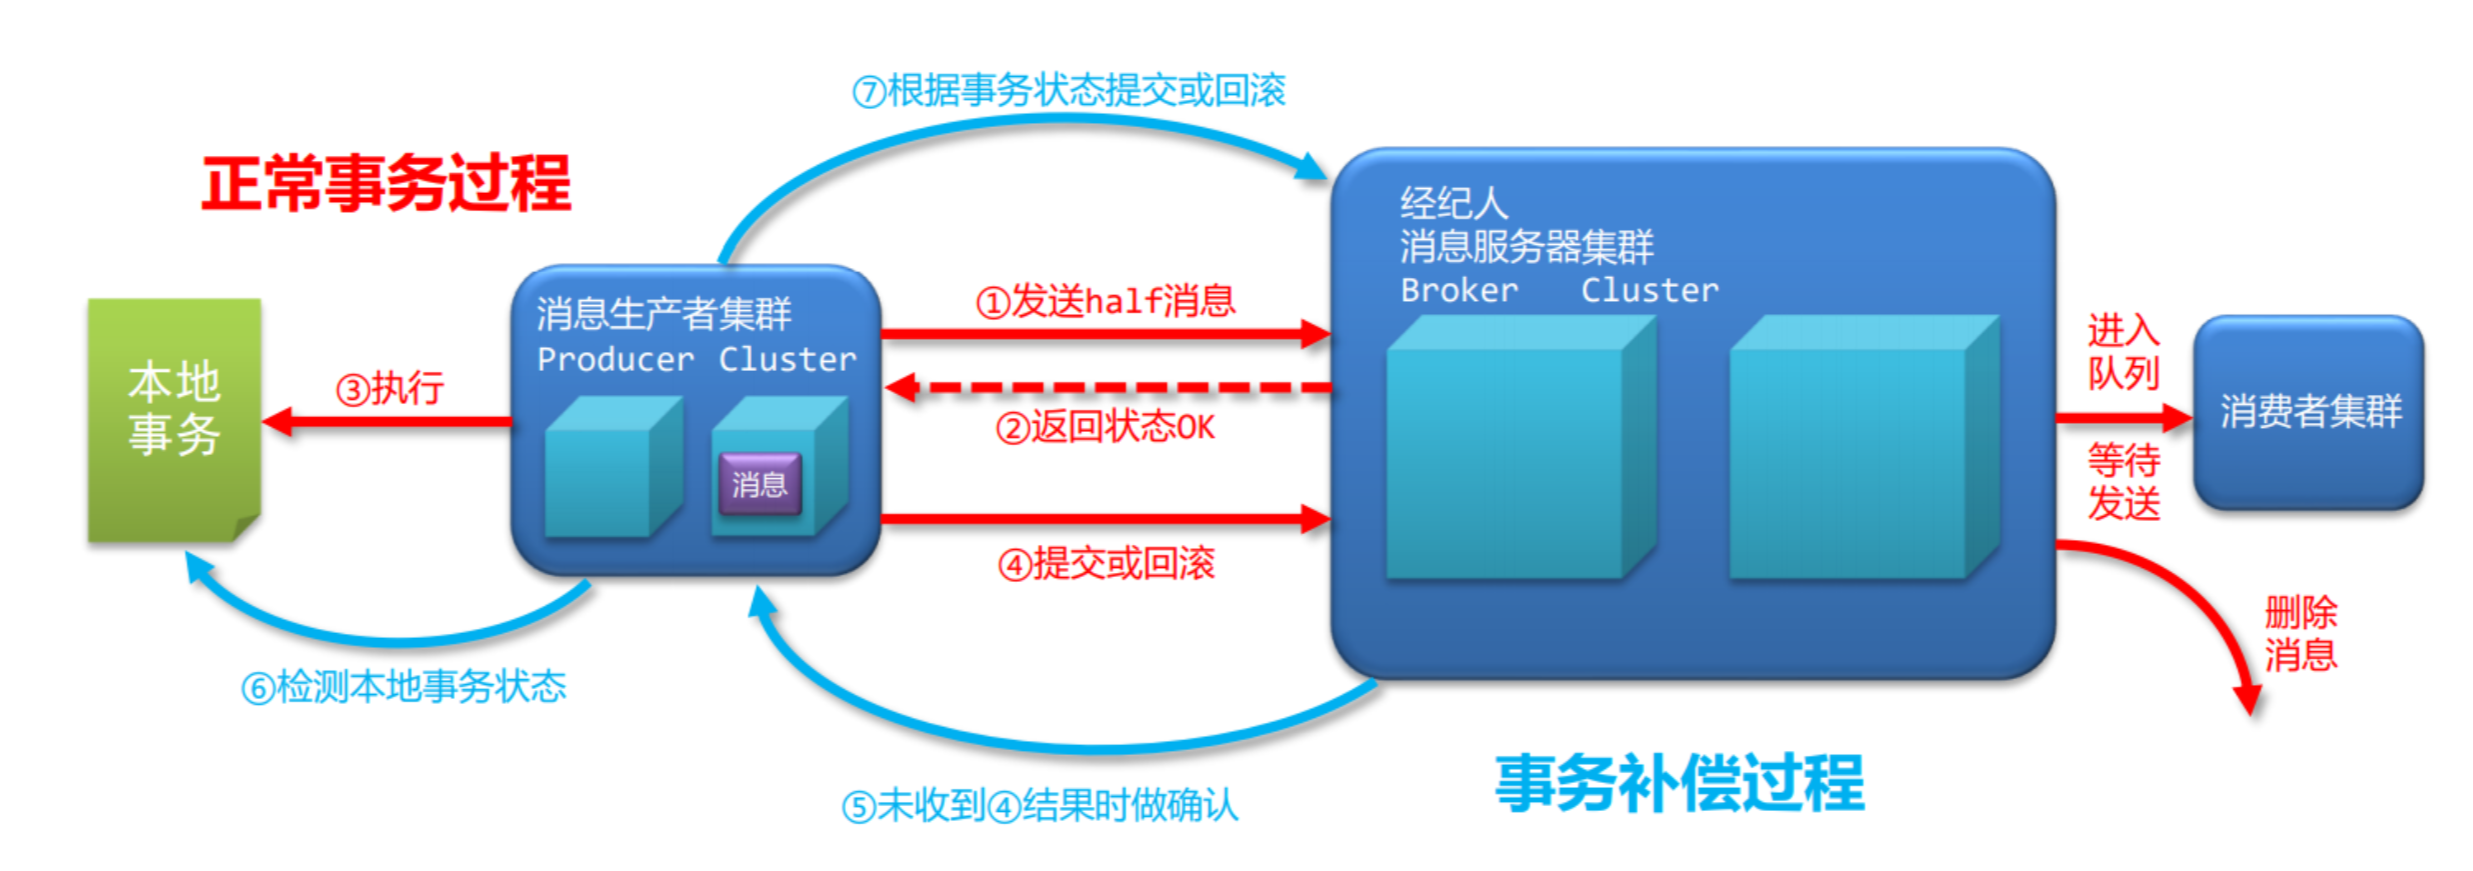 ⑦根据事务状态提交或回滚
正常事务过程
经纪人
消息服务器集群
Broker Cluster
消息生产者集群
Producer Cluster
①发送half消息
进入
队列
本地
事务
③执行
②返回状态OK
消费者集群
消息
等待
发送
④提交或回滚
删除
消息
⑥检测本地事务状态
⑤未收到④结果时做确认
事务补偿过程